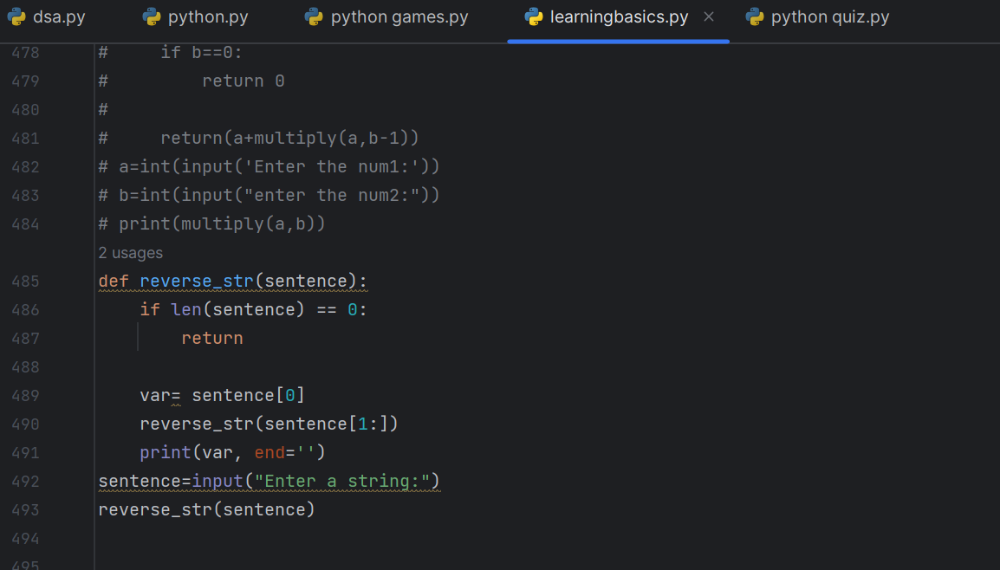 dsa.py python.py python games.py learningbasics.py × python quiz.py
478 #     if b==0:
479 #         return 0
480 #
481 #     return(a+multiply(a,b-1))
482 # a=int(input('Enter the num1:'))
483 # b=int(input("enter the num2:"))
484 # print(multiply(a,b))
2 usages
485 def reverse_str(sentence):
486     if len(sentence) == 0:
487         return
488
489     var= sentence[0]
490     reverse_str(sentence[1:])
491     print(var, end='')
492 sentence=input("Enter a string:")
493 reverse_str(sentence)
494
495